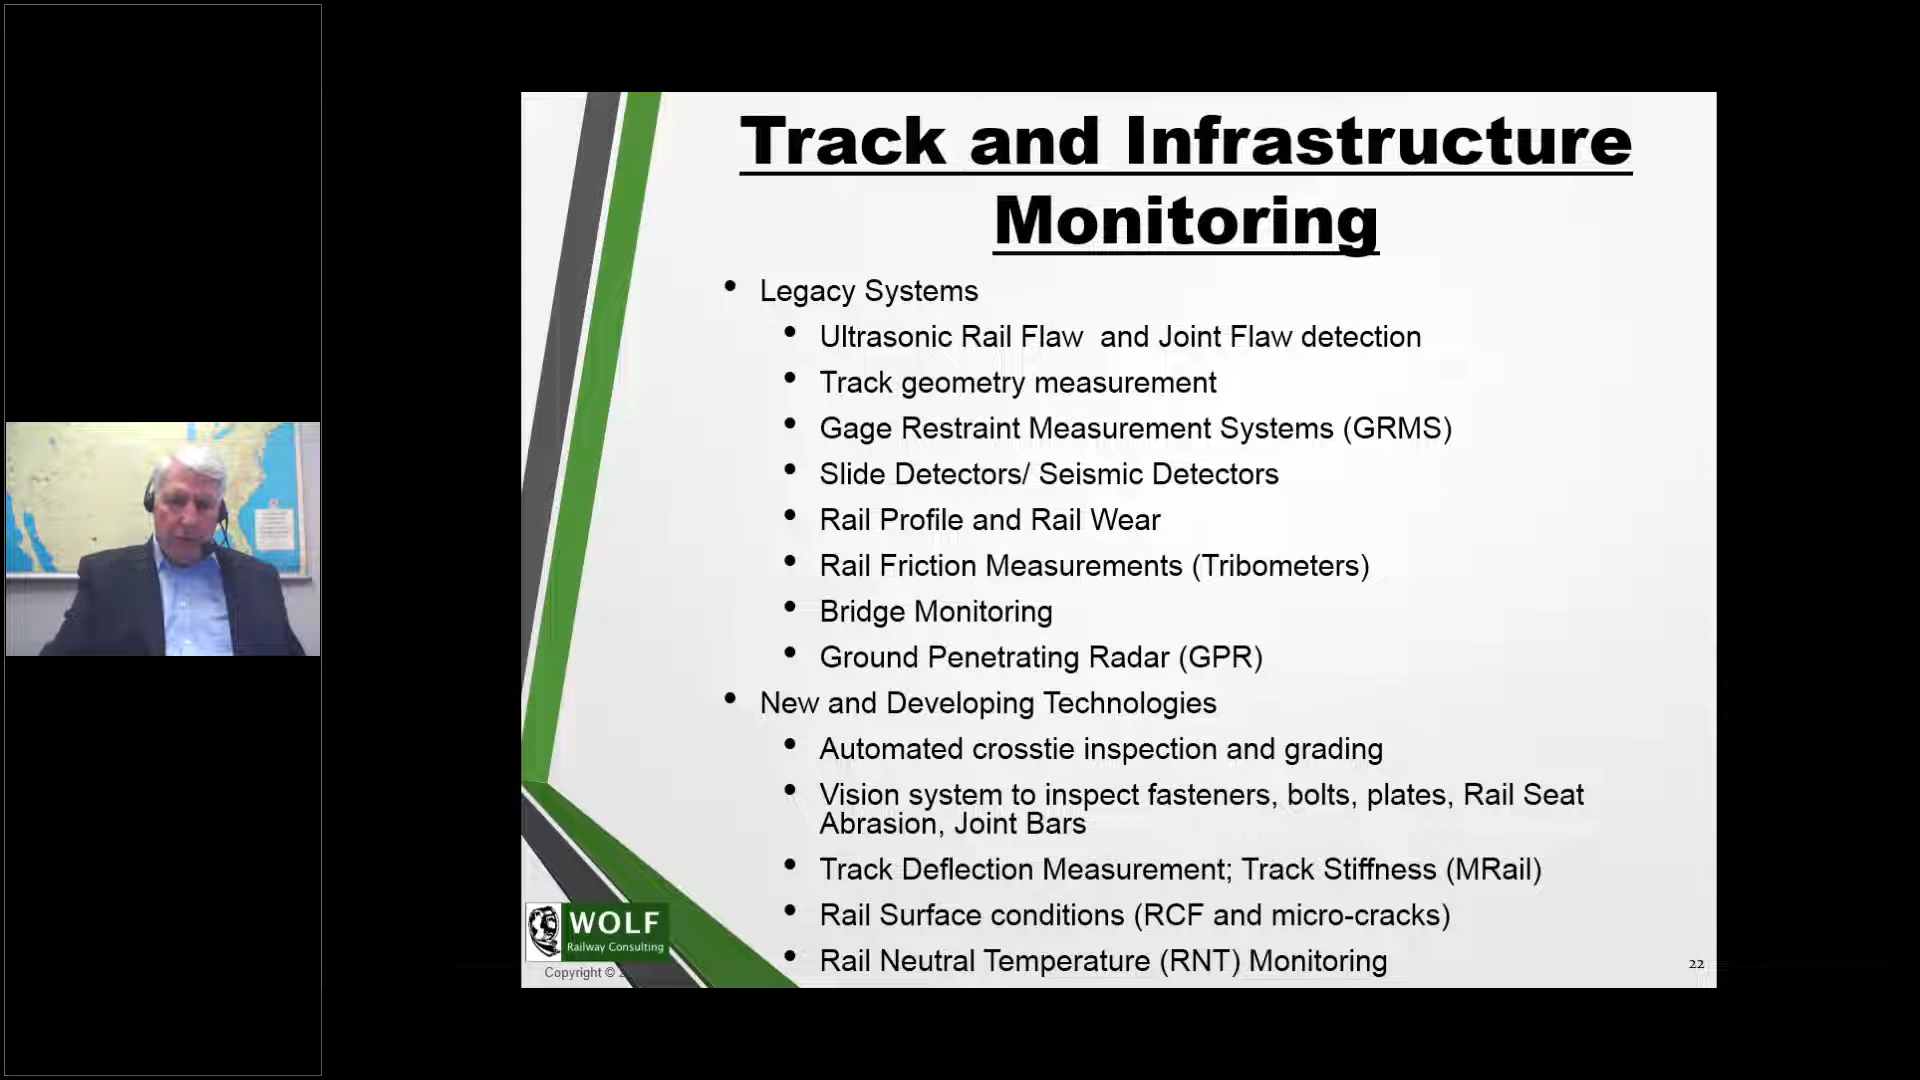 Track and Infrastructure
Monitoring
• Legacy Systems
• Ultrasonic Rail Flaw and Joint Flaw detection
• Track geometry measurement
• Gage Restraint Measurement Systems (GRMS)
• Slide Detectors/ Seismic Detectors
• Rail Profile and Rail Wear
• Rail Friction Measurements (Tribometers)
• Bridge Monitoring
• Ground Penetrating Radar (GPR)
• New and Developing Technologies
• Automated crosstie inspection and grading
• Vision system to inspect fasteners, bolts, plates, Rail Seat
Abrasion, Joint Bars
• Track Deflection Measurement; Track Stiffness (MRail)
• Rail Surface conditions (RCF and micro-cracks)
• Rail Neutral Temperature (RNT) Monitoring
WOLF
Railway Consulting
Copyright ©
22